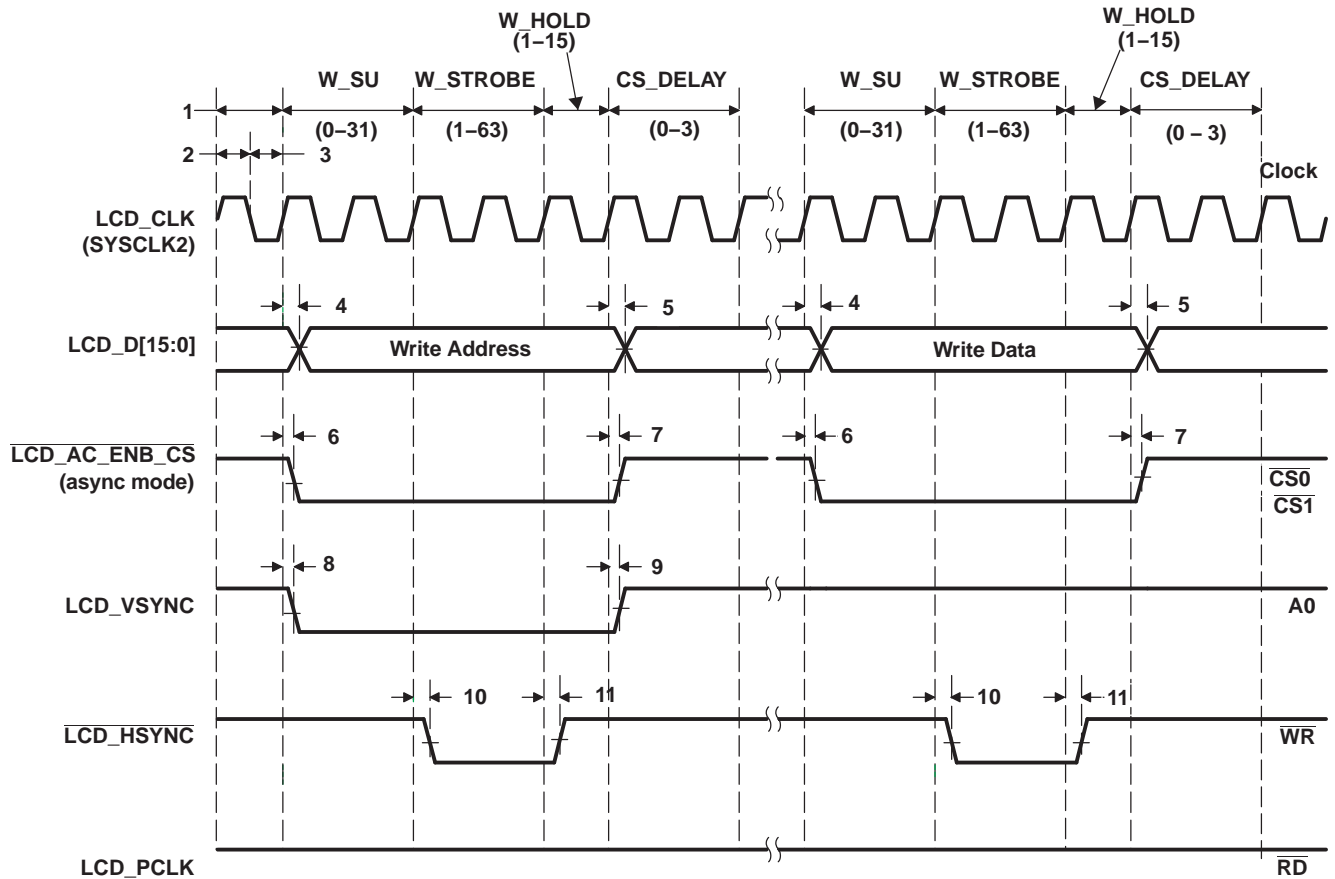 W_HOLD
(1–15)
W_HOLD
(1–15)
W_SU
W_STROBE
CS_DELAY
W_SU
W_STROBE
CS_DELAY
1
(0–31)
(1–63)
(0–3)
(0–31)
(1–63)
(0 – 3)
2
3
Clock
LCD_CLK
(SYSCLK2)
4
5
4
5
LCD_D[15:0]
Write Address
Write Data
6
7
6
7
LCD_AC_ENB_CS
(async mode)
CS0
CS1
8
9
LCD_VSYNC
A0
10
11
10
11
LCD_HSYNC
WR
LCD_PCLK
RD